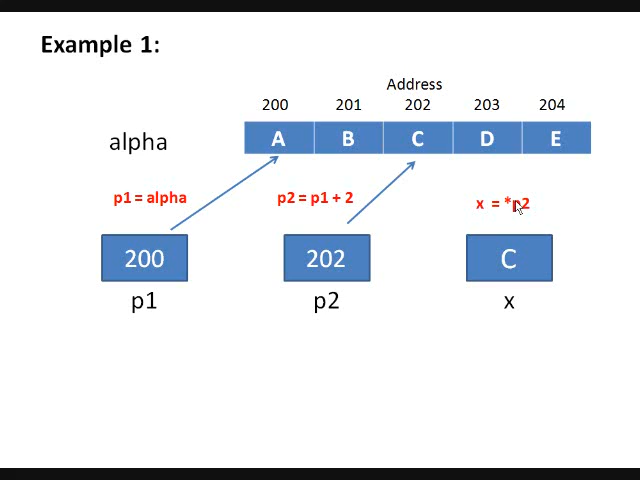 Example 1:
Address
200 201 202 203 204
alpha A B C D E
p1 = alpha p2 = p1 + 2 x = *p2
200 202 C
p1 p2 x